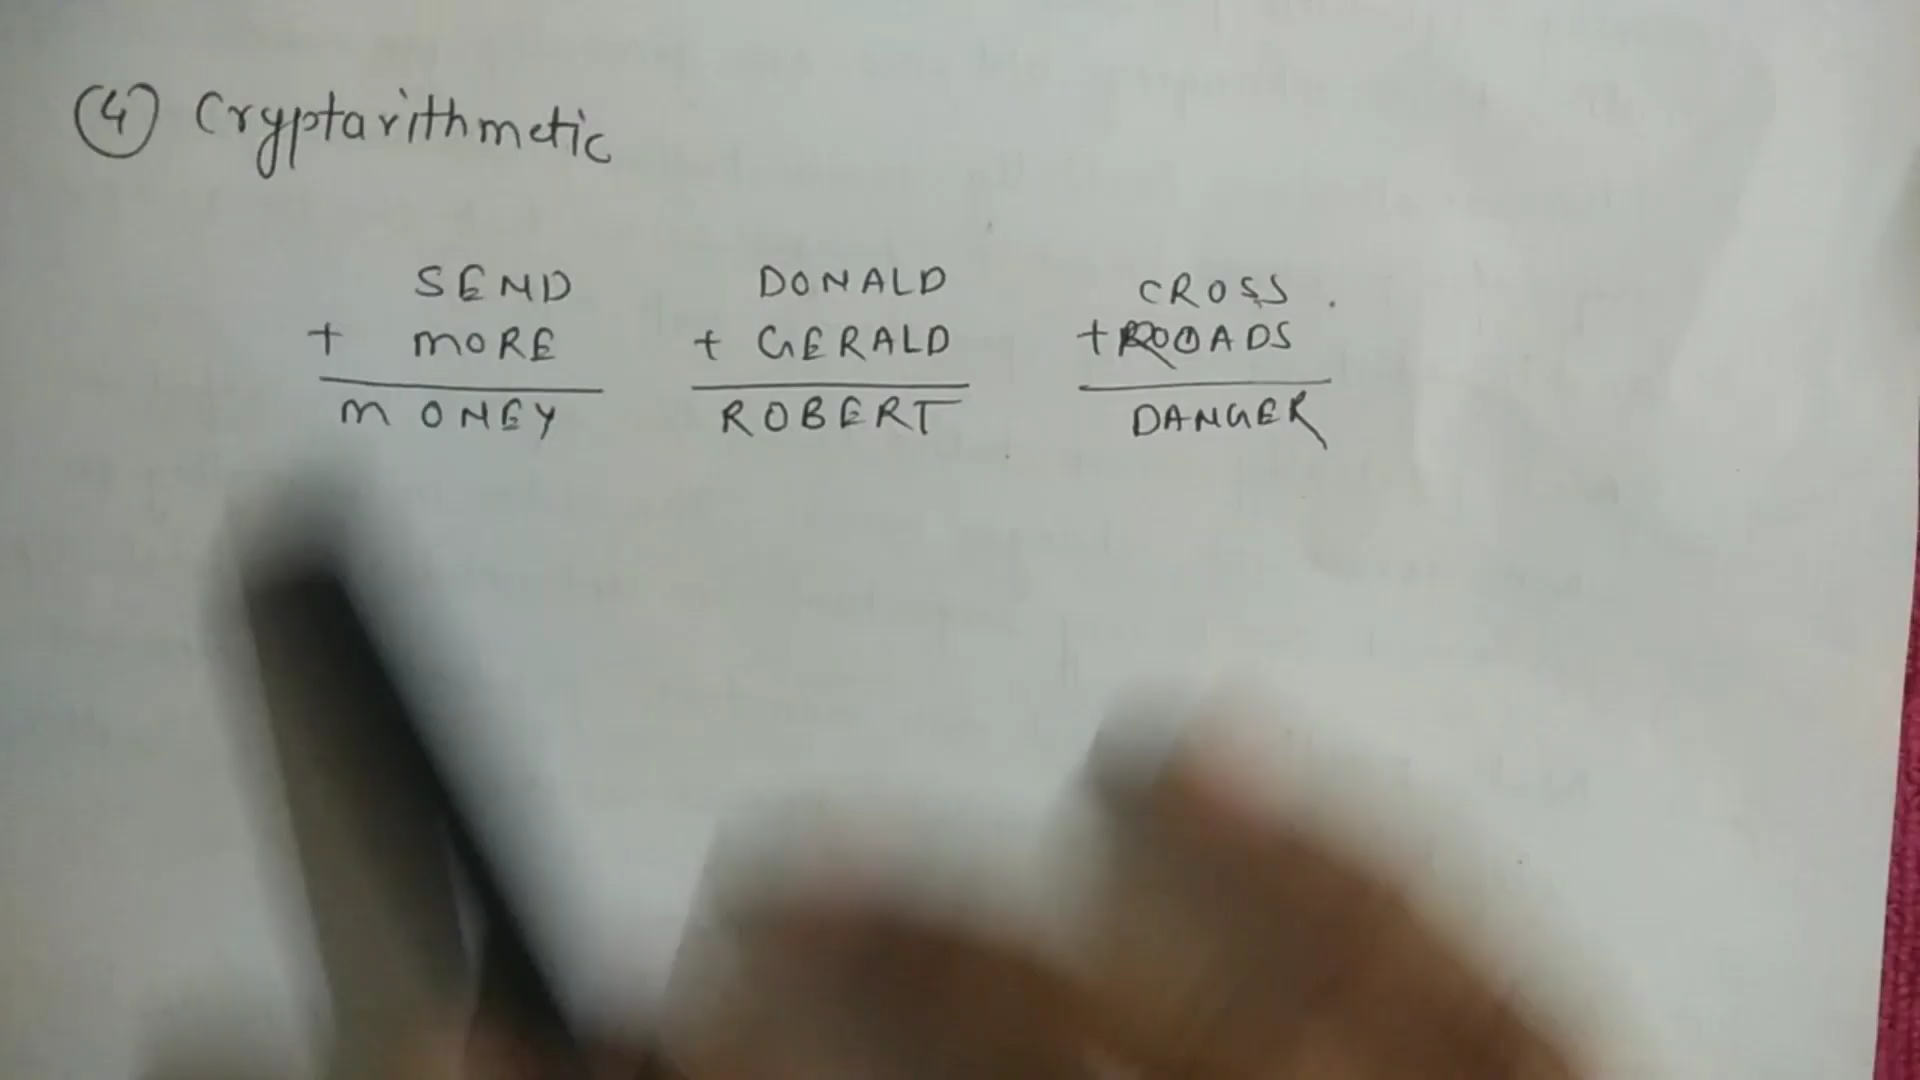 ④ Cryptarithmetic
SEND DONALD CROSS
+ MORE + GERALD + ROADS
MONEY ROBERT DANGER